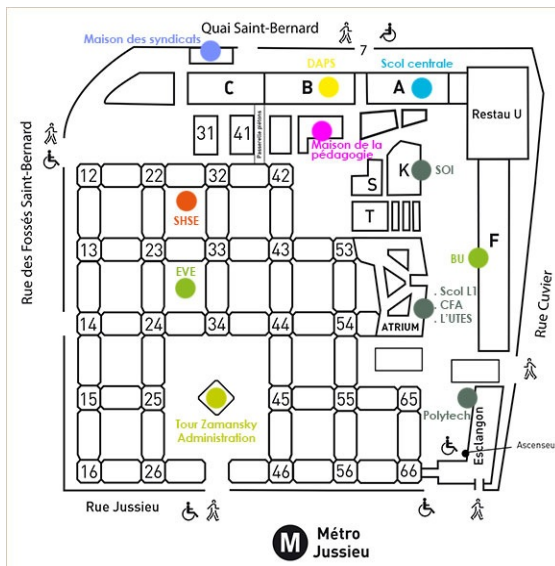 Quai Saint-Bernard
Maison des syndicats
7
DAPS
Scol centrale
C
B
A
Restau U
31
41
Passerelle piétons
Maison de la
pédagogie
K
SOI
S
T
Rue des Fossés Saint-Bernard
12
22
32
42
SHSE
F
BU
Rue Cuvier
13
23
33
43
53
EVE
. Scol L1
. CFA
. L'UTES
14
24
34
44
54
ATRIUM
15
25
45
55
65
Tour Zamansky
Administration
Polytech
Esclangon
Ascenseu
16
26
46
56
66
Rue Jussieu
M
Métro
Jussieu